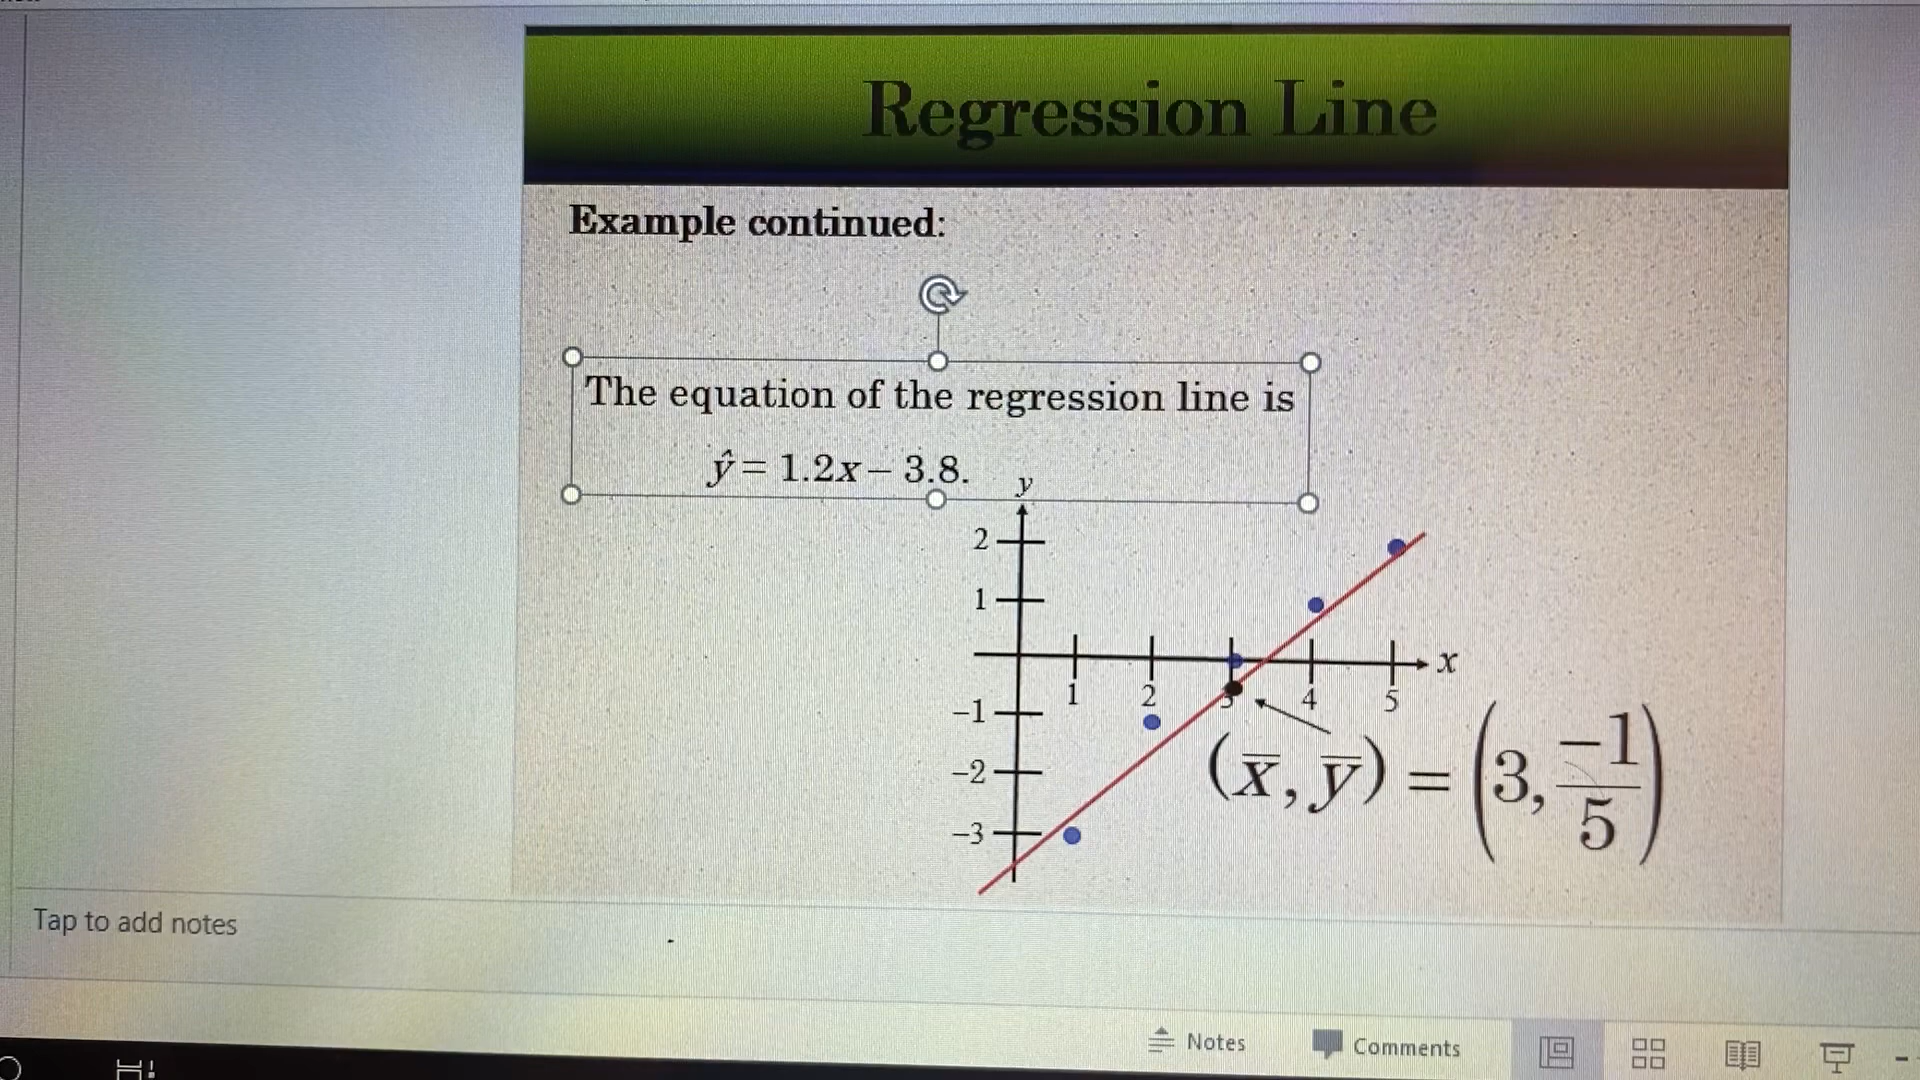 Regression Line
Example continued:
The equation of the regression line is
ŷ = 1.2x – 3.8.
y
2
1
x
1 2 3 4 5
–1
–2
–3
(x̅, y̅) = (3, −1/5)
Tap to add notes
Notes Comments